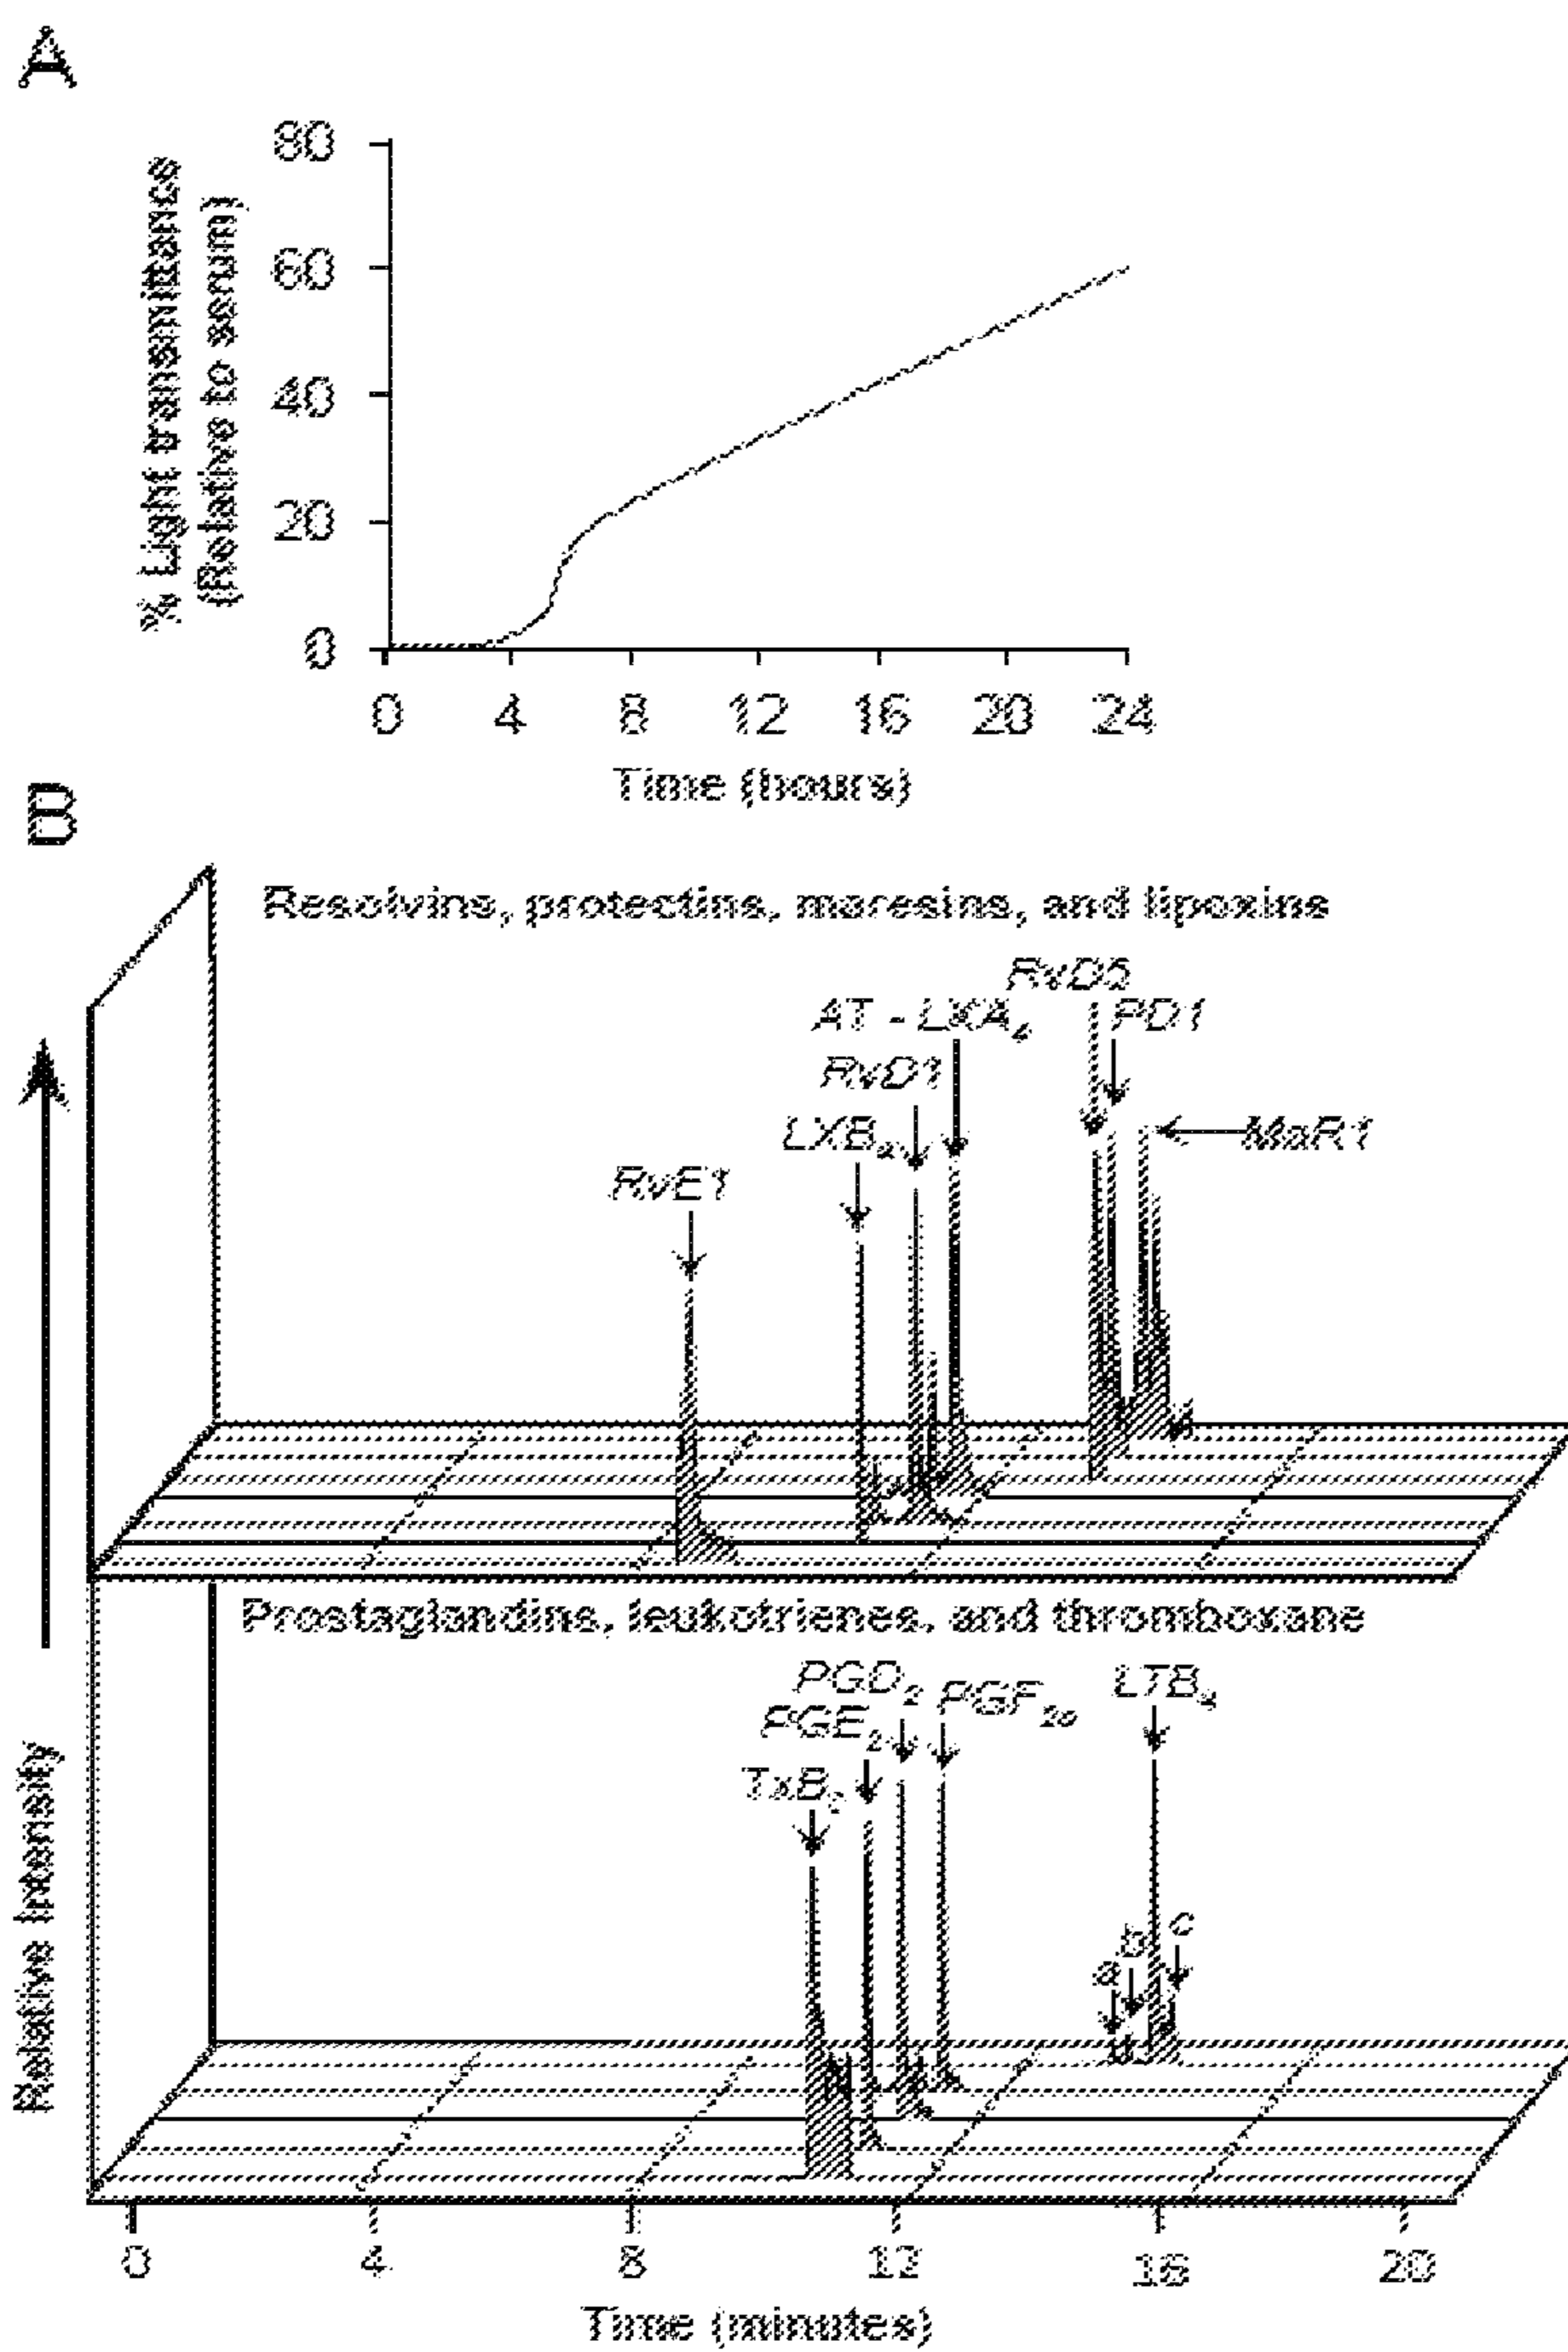 A
% Light transmittance
(Relative to serum)
80
60
40
20
0
0 4 8 12 16 20 24
Time (hours)
B
Resolvins, protectins, maresins, and lipoxins
RvD5
AT - LXA4 PD1
RvD1
LXB4 MaR1
RvE1
Relative Intensity
Prostaglandins, leukotrienes, and thromboxane
PGD2 PGF2α LTB4
PGE2
TxB2
c
b
a
0 4 8 12 16 20
Time (minutes)